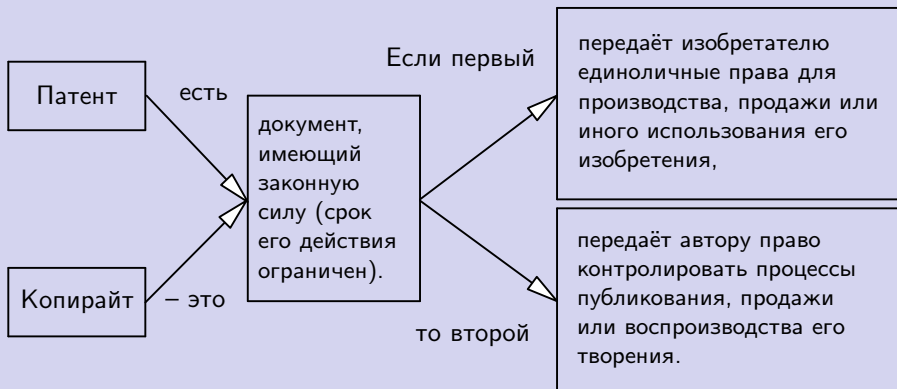 Патент
есть
Копирайт
– это
документ,
имеющий
законную
силу (срок
его действия
ограничен).
Если первый
передаёт изобретателю
единоличные права для
производства, продажи или
иного использования его
изобретения,
то второй
передаёт автору право
контролировать процессы
публикования, продажи
или воспроизводства его
творения.